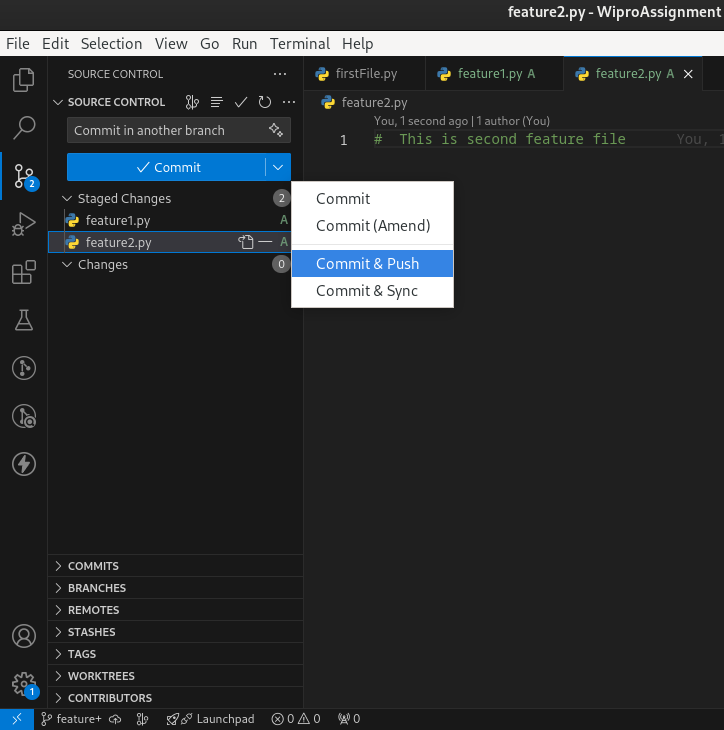 feature2.py - WiproAssignment
File Edit Selection View Go Run Terminal Help
SOURCE CONTROL ···
firstFile.py
feature1.py A
feature2.py A
SOURCE CONTROL
feature2.py
You, 1 second ago | 1 author (You)
Commit in another branch
1 # This is second feature file You, 1
Commit
2
Staged Changes 2
Commit
feature1.py A
Commit (Amend)
feature2.py A
Changes 0
Commit & Push
Commit & Sync
COMMITS
BRANCHES
REMOTES
STASHES
TAGS
WORKTREES
1
CONTRIBUTORS
feature+ Launchpad 0 0 0